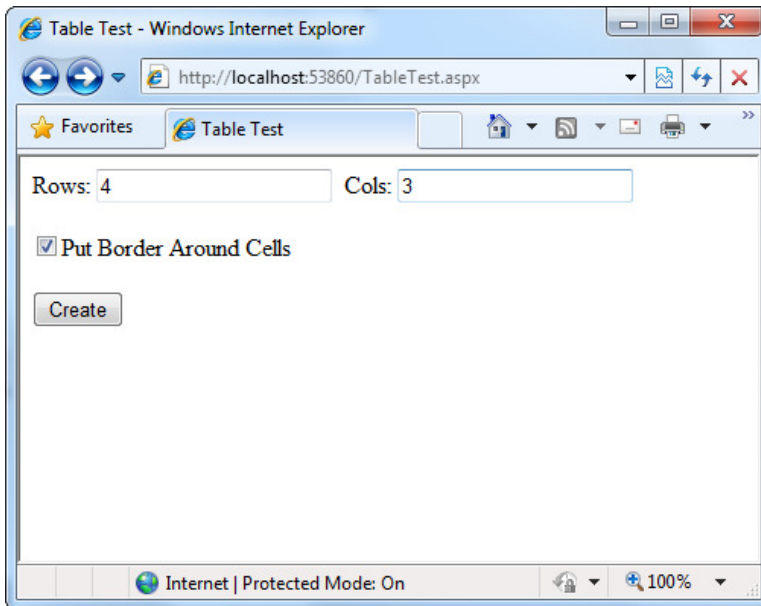 Table Test - Windows Internet Explorer
http://localhost:53860/TableTest.aspx
Favorites Table Test »
Rows: 4 Cols: 3
Put Border Around Cells
Create
Internet | Protected Mode: On 100%